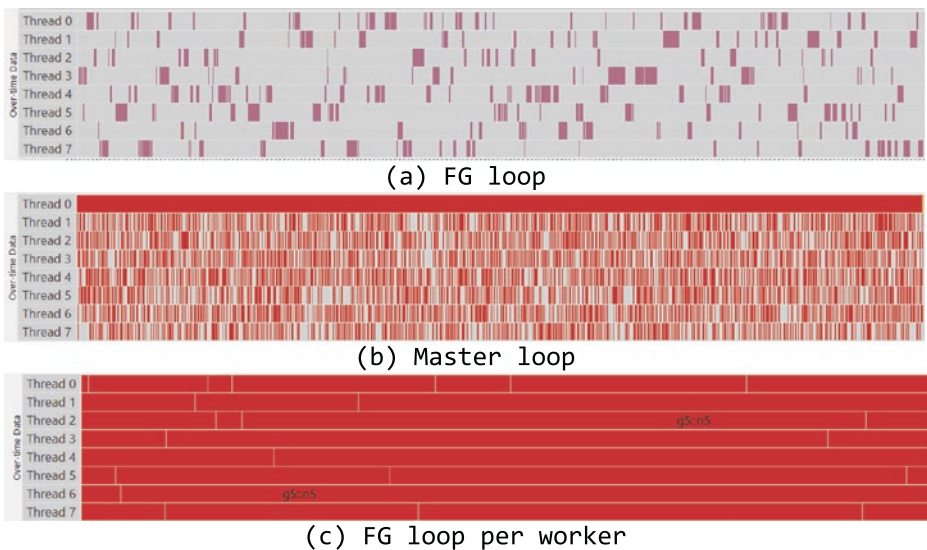 Over-time Data
Thread 0
Thread 1
Thread 2
Thread 3
Thread 4
Thread 5
Thread 6
Thread 7
(a) FG loop
Over-time Data
Thread 0
Thread 1
Thread 2
Thread 3
Thread 4
Thread 5
Thread 6
Thread 7
(b) Master loop
Over-time Data
Thread 0
Thread 1
Thread 2 g5::n5
Thread 3
Thread 4
Thread 5
Thread 6 g5::n5
Thread 7
(c) FG loop per worker